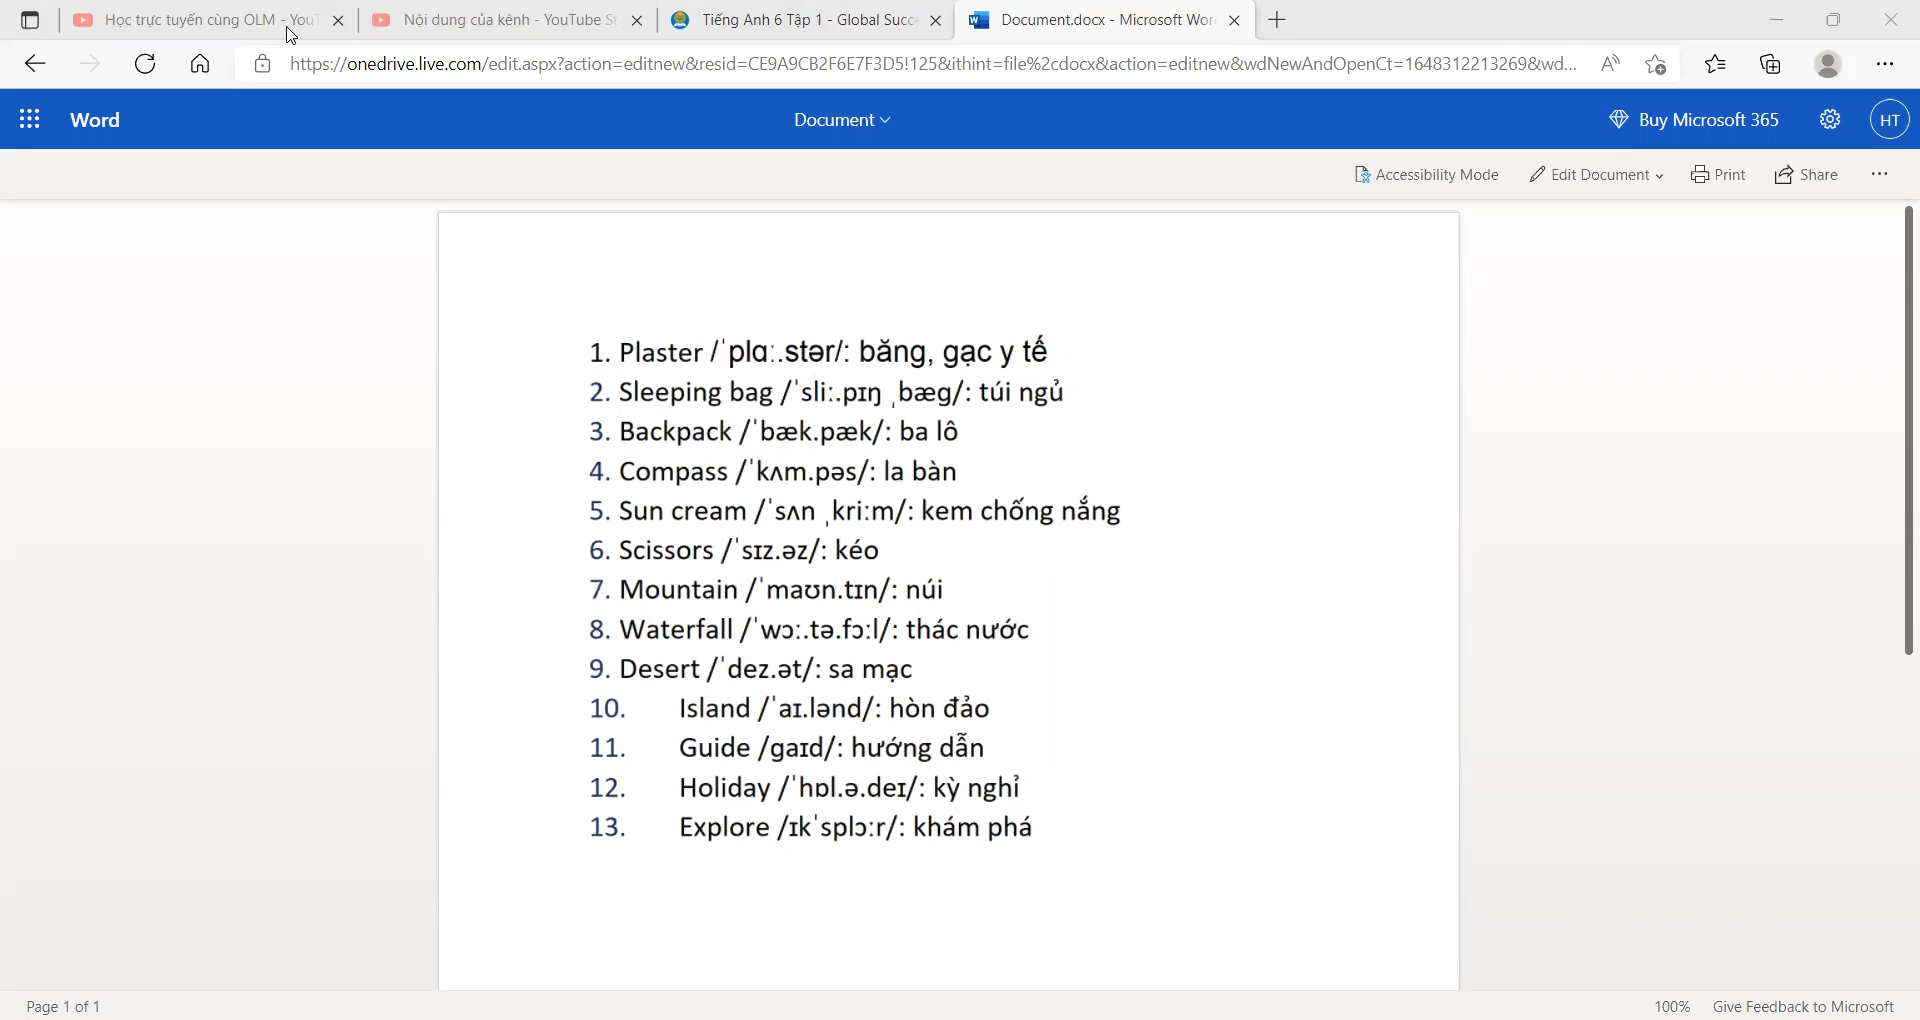 Học trực tuyến cùng OLM - YouT
Nội dung của kênh - YouTube St
Tiếng Anh 6 Tập 1 - Global Succe
Document.docx - Microsoft Wor
https://onedrive.live.com/edit.aspx?action=editnew&resid=CE9A9CB2F6E7F3D5!125&ithint=file%2cdocx&action=editnew&wdNewAndOpenCt=1648312213269&wd...
Word
Document
Buy Microsoft 365
HT
Accessibility Mode
Edit Document
Print
Share
1. Plaster /ˈplɑː.stər/: băng, gạc y tế
2. Sleeping bag /ˈsliː.pɪŋ ˌbæg/: túi ngủ
3. Backpack /ˈbæk.pæk/: ba lô
4. Compass /ˈkʌm.pəs/: la bàn
5. Sun cream /ˈsʌn ˌkriːm/: kem chống nắng
6. Scissors /ˈsɪz.əz/: kéo
7. Mountain /ˈmaʊn.tɪn/: núi
8. Waterfall /ˈwɔː.tə.fɔːl/: thác nước
9. Desert /ˈdez.ət/: sa mạc
10. Island /ˈaɪ.lənd/: hòn đảo
11. Guide /gaɪd/: hướng dẫn
12. Holiday /ˈhɒl.ə.deɪ/: kỳ nghỉ
13. Explore /ɪkˈsplɔːr/: khám phá
Page 1 of 1
100%
Give Feedback to Microsoft